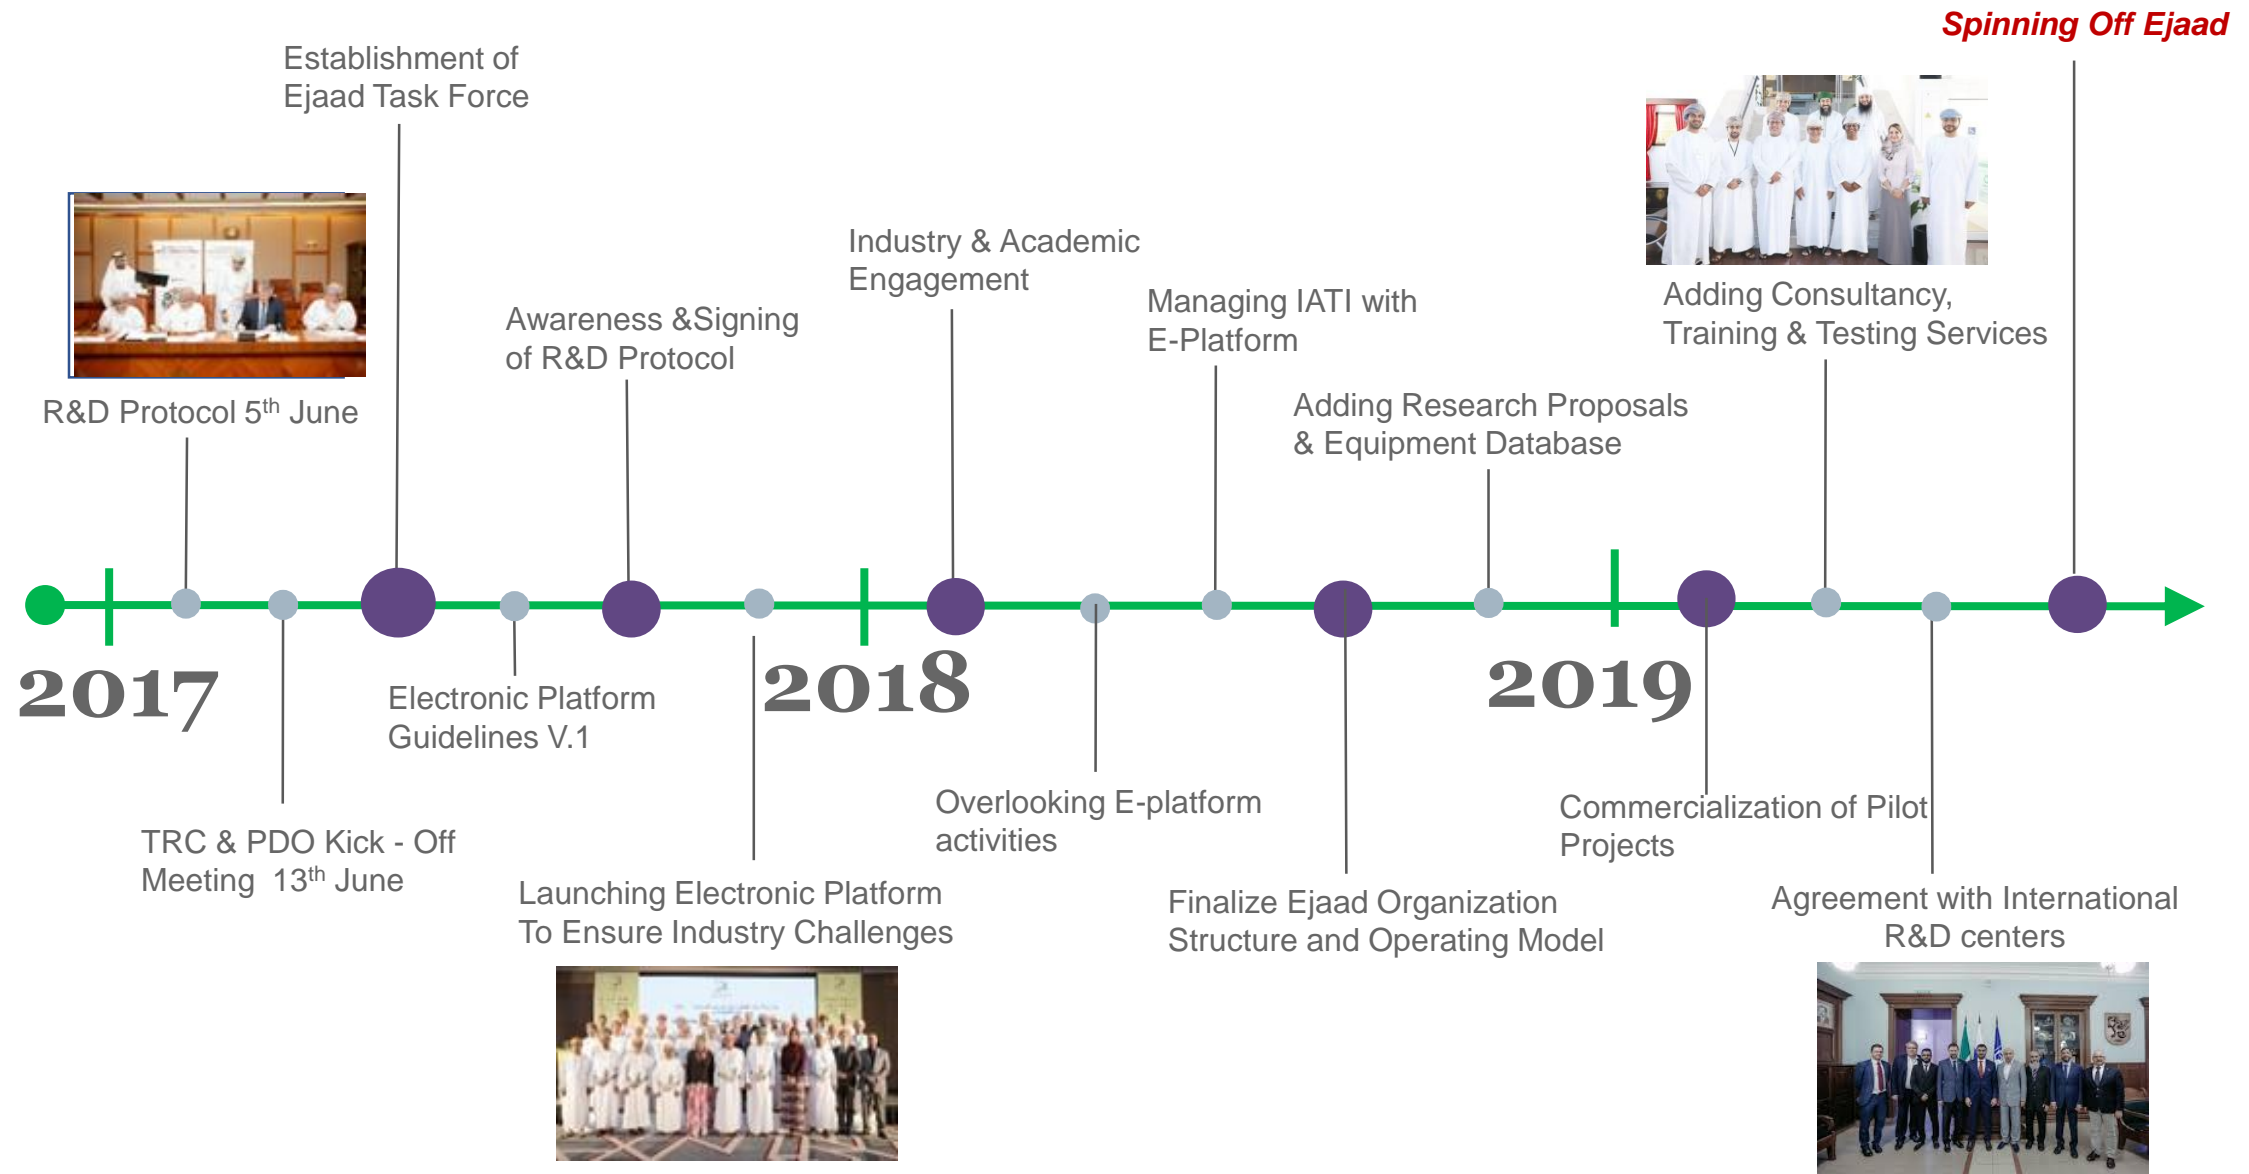 Spinning Off Ejaad
Establishment of
Ejaad Task Force
Industry & Academic
Engagement
Managing IATI with
E-Platform
Adding Consultancy,
Training & Testing Services
Awareness &Signing
of R&D Protocol
R&D Protocol 5th June
Adding Research Proposals
& Equipment Database
2017
2018
2019
Electronic Platform
Guidelines V.1
TRC & PDO Kick - Off
Meeting 13th June
Overlooking E-platform
activities
Commercialization of Pilot
Projects
Launching Electronic Platform
To Ensure Industry Challenges
Finalize Ejaad Organization
Structure and Operating Model
Agreement with International
R&D centers